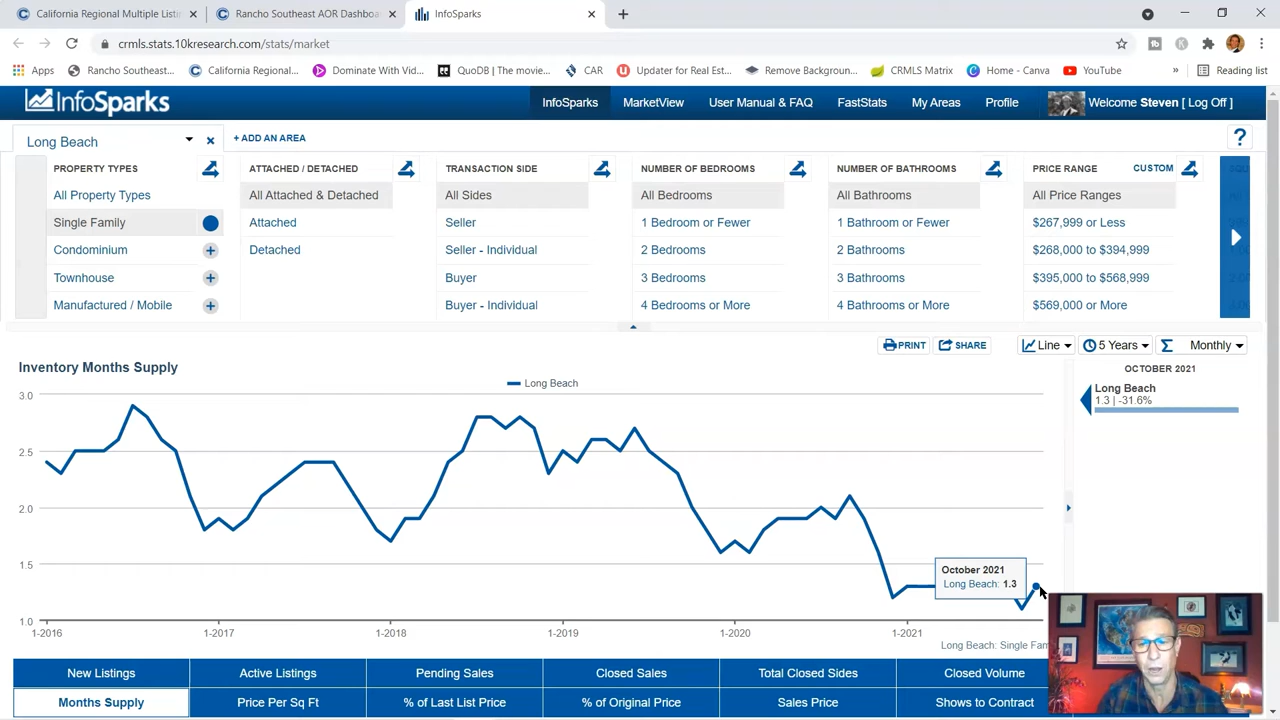 California Regional Multiple Listin
Rancho Southeast AOR Dashboa
InfoSparks
crmls.stats.10kresearch.com/stats/market
Apps
Rancho Southeast...
California Regional...
Dominate With Vid...
QuoDB | The movie...
CAR
Updater for Real Est...
Remove Backgroun...
CRMLS Matrix
Home - Canva
YouTube
»
Reading list
InfoSparks
InfoSparks
MarketView
User Manual & FAQ
FastStats
My Areas
Profile
Welcome Steven [ Log Off ]
Long Beach
+ ADD AN AREA
?
PROPERTY TYPES
All Property Types
Single Family
Condominium
Townhouse
Manufactured / Mobile
ATTACHED / DETACHED
All Attached & Detached
Attached
Detached
TRANSACTION SIDE
All Sides
Seller
Seller - Individual
Buyer
Buyer - Individual
NUMBER OF BEDROOMS
All Bedrooms
1 Bedroom or Fewer
2 Bedrooms
3 Bedrooms
4 Bedrooms or More
NUMBER OF BATHROOMS
All Bathrooms
1 Bathroom or Fewer
2 Bathrooms
3 Bathrooms
4 Bathrooms or More
PRICE RANGE
CUSTOM
All Price Ranges
$267,999 or Less
$268,000 to $394,999
$395,000 to $568,999
$569,000 or More
PRINT
SHARE
Line
5 Years
Σ Monthly
Inventory Months Supply
Long Beach
3.0
2.5
2.0
1.5
1.0
1-2016
1-2017
1-2018
1-2019
1-2020
1-2021
October 2021
Long Beach: 1.3
OCTOBER 2021
Long Beach
1.3 | -31.6%
Long Beach: Single Fam
New Listings
Active Listings
Pending Sales
Closed Sales
Total Closed Sides
Closed Volume
Months Supply
Price Per Sq Ft
% of Last List Price
% of Original Price
Sales Price
Shows to Contract